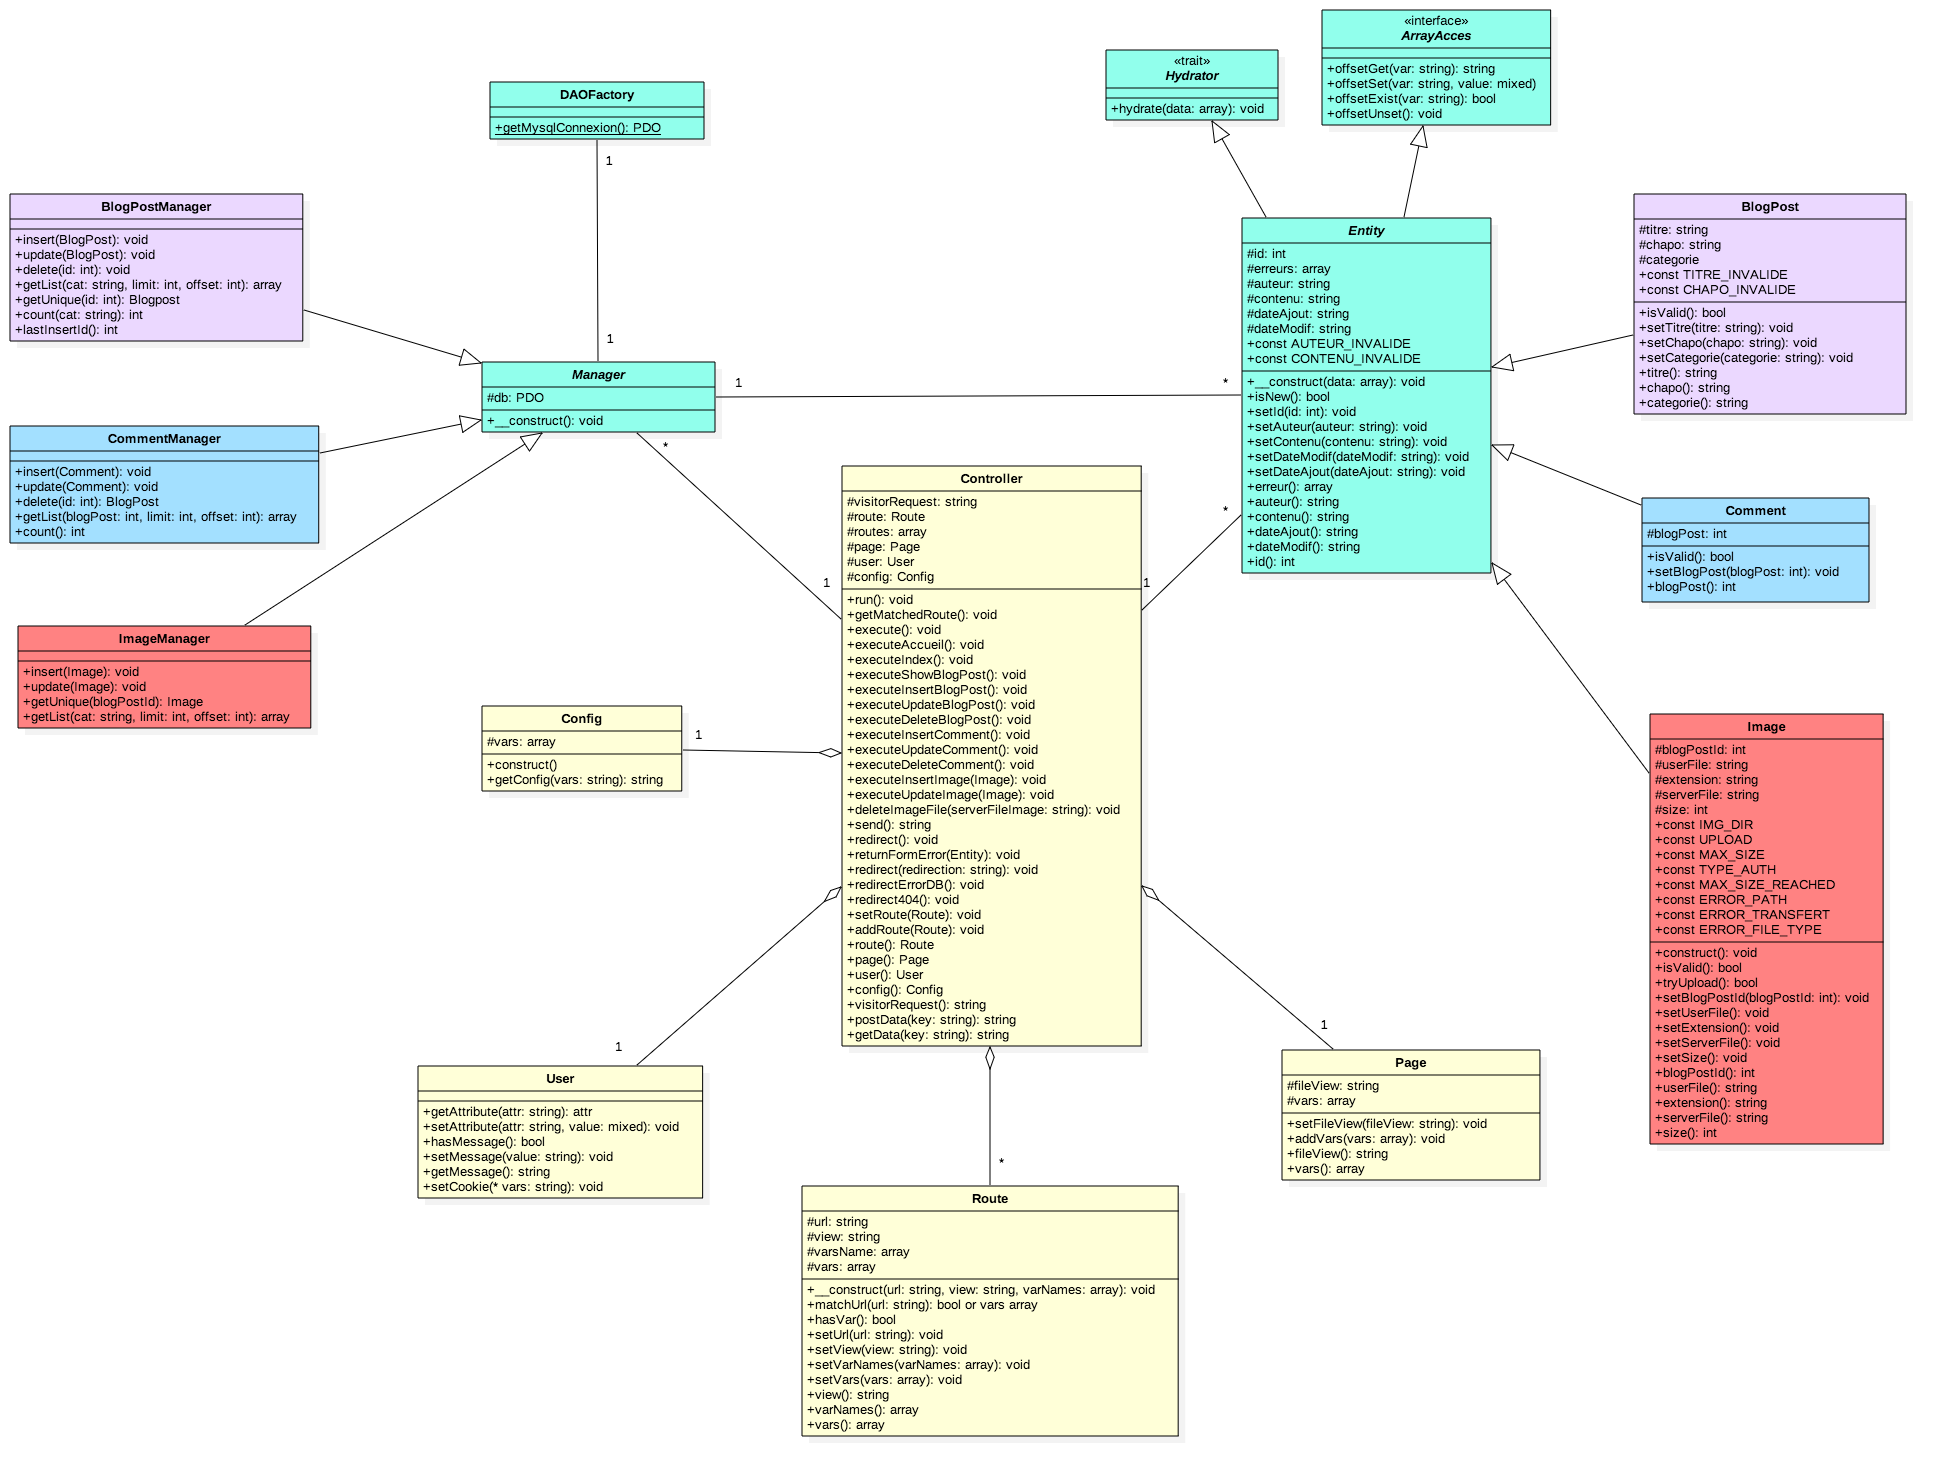 «interface»
ArrayAcces
+offsetGet(var: string): string
+offsetSet(var: string, value: mixed)
+offsetExist(var: string): bool
+offsetUnset(): void
«trait»
Hydrator
+hydrate(data: array): void
DAOFactory
+getMysqlConnexion(): PDO
1
1
BlogPostManager
+insert(BlogPost): void
+update(BlogPost): void
+delete(id: int): void
+getList(cat: string, limit: int, offset: int): array
+getUnique(id: int): Blogpost
+count(cat: string): int
+lastInsertId(): int
Entity
#id: int
#erreurs: array
#auteur: string
#contenu: string
#dateAjout: string
#dateModif: string
+const AUTEUR_INVALIDE
+const CONTENU_INVALIDE
+__construct(data: array): void
+isNew(): bool
+setId(id: int): void
+setAuteur(auteur: string): void
+setContenu(contenu: string): void
+setDateModif(dateModif: string): void
+setDateAjout(dateAjout: string): void
+erreur(): array
+auteur(): string
+contenu(): string
+dateAjout(): string
+dateModif(): string
+id(): int
BlogPost
#titre: string
#chapo: string
#categorie
+const TITRE_INVALIDE
+const CHAPO_INVALIDE
+isValid(): bool
+setTitre(titre: string): void
+setChapo(chapo: string): void
+setCategorie(categorie: string): void
+titre(): string
+chapo(): string
+categorie(): string
Manager
#db: PDO
+__construct(): void
1
*
*
1
*
1
CommentManager
+insert(Comment): void
+update(Comment): void
+delete(id: int): BlogPost
+getList(blogPost: int, limit: int, offset: int): array
+count(): int
Controller
#visitorRequest: string
#route: Route
#routes: array
#page: Page
#user: User
#config: Config
+run(): void
+getMatchedRoute(): void
+execute(): void
+executeAccueil(): void
+executeIndex(): void
+executeShowBlogPost(): void
+executeInsertBlogPost(): void
+executeUpdateBlogPost(): void
+executeDeleteBlogPost(): void
+executeInsertComment(): void
+executeUpdateComment(): void
+executeDeleteComment(): void
+executeInsertImage(Image): void
+executeUpdateImage(Image): void
+deleteImageFile(serverFileImage: string): void
+send(): string
+redirect(): void
+returnFormError(Entity): void
+redirect(redirection: string): void
+redirectErrorDB(): void
+redirect404(): void
+setRoute(Route): void
+addRoute(Route): void
+route(): Route
+page(): Page
+user(): User
+config(): Config
+visitorRequest(): string
+postData(key: string): string
+getData(key: string): string
Comment
#blogPost: int
+isValid(): bool
+setBlogPost(blogPost: int): void
+blogPost(): int
ImageManager
+insert(Image): void
+update(Image): void
+getUnique(blogPostId): Image
+getList(cat: string, limit: int, offset: int): array
Config
#vars: array
+construct()
+getConfig(vars: string): string
1
Image
#blogPostId: int
#userFile: string
#extension: string
#serverFile: string
#size: int
+const IMG_DIR
+const UPLOAD
+const MAX_SIZE
+const TYPE_AUTH
+const MAX_SIZE_REACHED
+const ERROR_PATH
+const ERROR_TRANSFERT
+const ERROR_FILE_TYPE
+construct(): void
+isValid(): bool
+tryUpload(): bool
+setBlogPostId(blogPostId: int): void
+setUserFile(): void
+setExtension(): void
+setServerFile(): void
+setSize(): void
+blogPostId(): int
+userFile(): string
+extension(): string
+serverFile(): string
+size(): int
1
User
+getAttribute(attr: string): attr
+setAttribute(attr: string, value: mixed): void
+hasMessage(): bool
+setMessage(value: string): void
+getMessage(): string
+setCookie(* vars: string): void
1
Page
#fileView: string
#vars: array
+setFileView(fileView: string): void
+addVars(vars: array): void
+fileView(): string
+vars(): array
*
Route
#url: string
#view: string
#varsName: array
#vars: array
+__construct(url: string, view: string, varNames: array): void
+matchUrl(url: string): bool or vars array
+hasVar(): bool
+setUrl(url: string): void
+setView(view: string): void
+setVarNames(varNames: array): void
+setVars(vars: array): void
+view(): string
+varNames(): array
+vars(): array